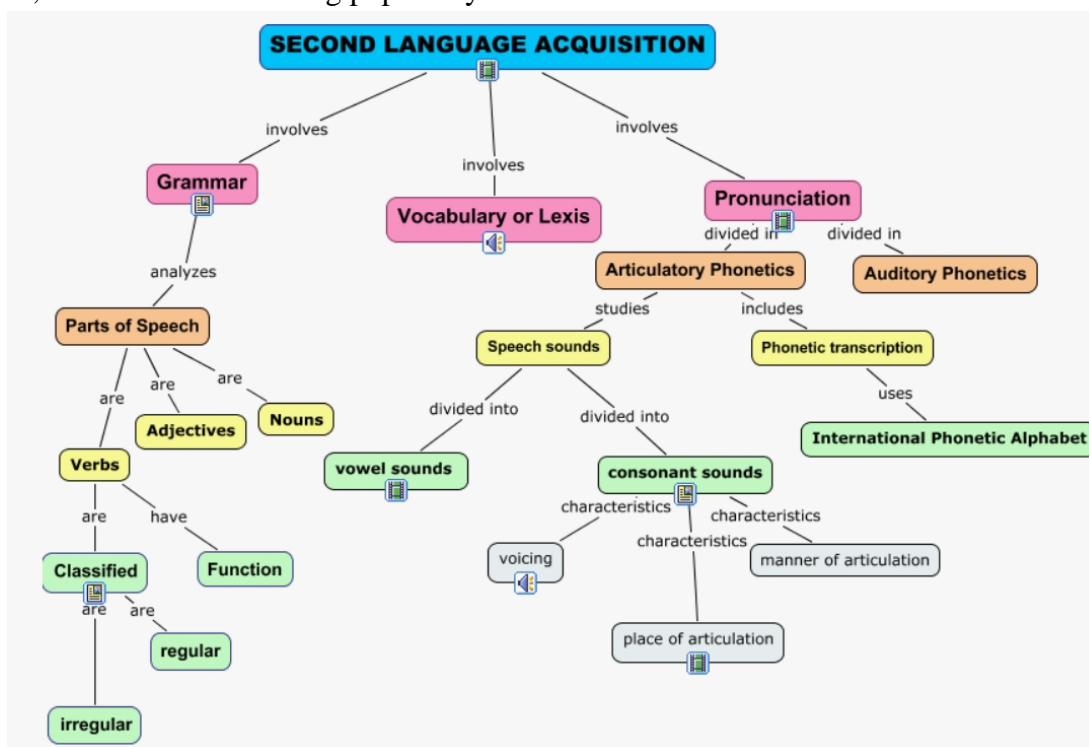 SECOND LANGUAGE ACQUISITION
involves
involves
involves
Grammar
Vocabulary or Lexis
Pronunciation
divided in
divided in
analyzes
Articulatory Phonetics
Auditory Phonetics
studies
includes
Parts of Speech
Speech sounds
Phonetic transcription
are
are
are
uses
divided into
divided into
Adjectives
Nouns
International Phonetic Alphabet
Verbs
vowel sounds
consonant sounds
are
have
characteristics
characteristics
characteristics
Classified
Function
voicing
manner of articulation
are
are
place of articulation
regular
irregular